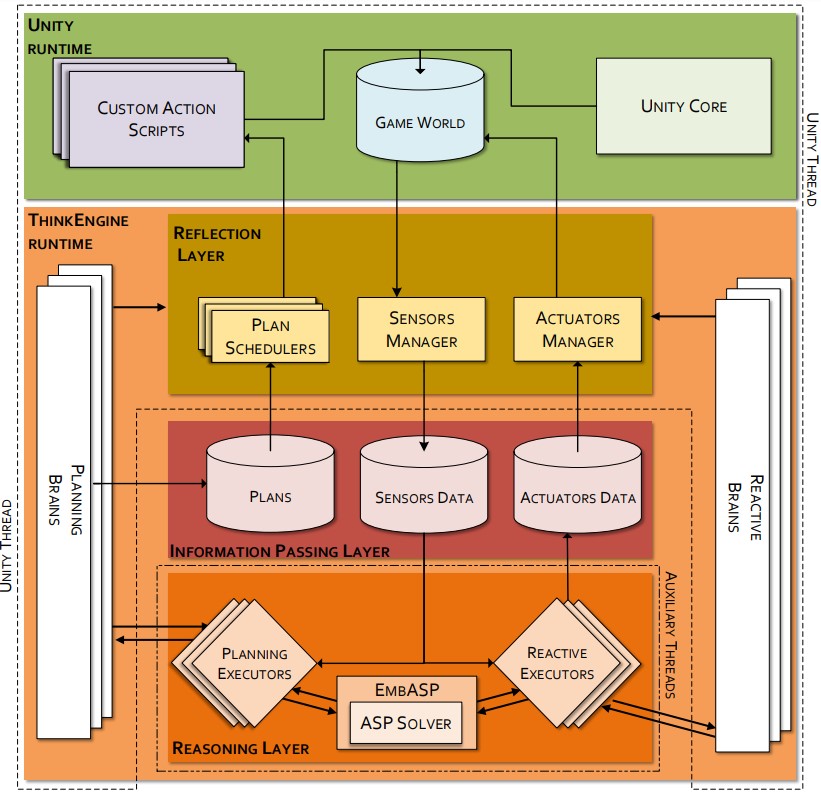 UNITY
RUNTIME
CUSTOM ACTION
SCRIPTS
GAME WORLD
UNITY CORE
UNITY THREAD
THINKENGINE
RUNTIME
REFLECTION
LAYER
PLAN
SCHEDULERS
SENSORS
MANAGER
ACTUATORS
MANAGER
PLANNING
BRAINS
REACTIVE
BRAINS
PLANS
SENSORS DATA
ACTUATORS DATA
INFORMATION PASSING LAYER
UNITY THREAD
AUXILIARY THREADS
PLANNING
EXECUTORS
REACTIVE
EXECUTORS
EMBASP
ASP SOLVER
REASONING LAYER